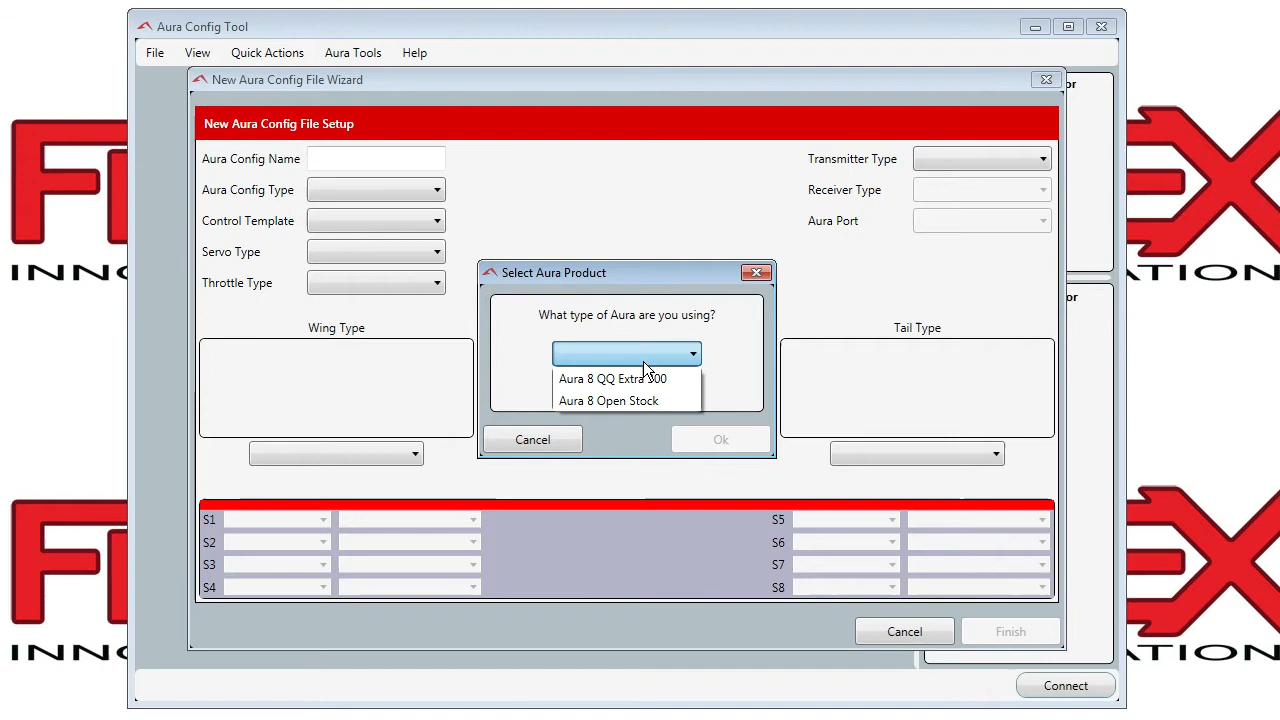 Aura Config Tool
File View Quick Actions Aura Tools Help
New Aura Config File Wizard
New Aura Config File Setup
Aura Config Name
Aura Config Type
Control Template
Servo Type
Throttle Type
Transmitter Type
Receiver Type
Aura Port
Select Aura Product
What type of Aura are you using?
Aura 8 QQ Extra 300
Aura 8 Open Stock
Cancel Ok
Wing Type
Tail Type
S1
S2
S3
S4
S5
S6
S7
S8
Cancel Finish
Connect